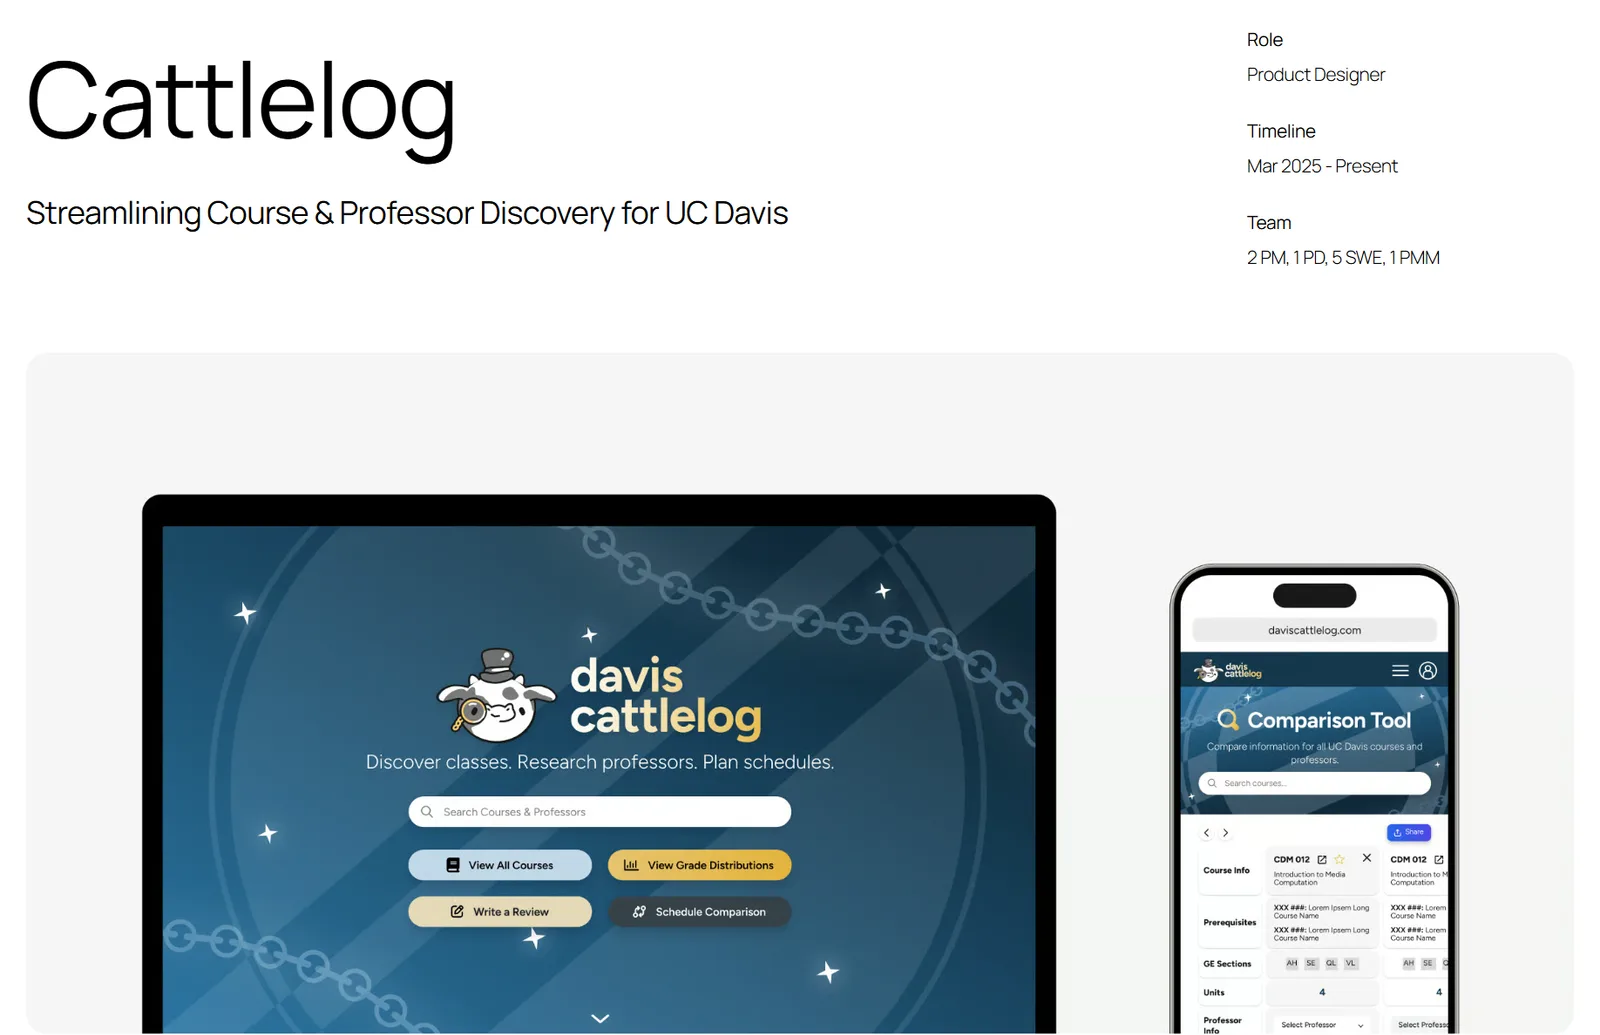 Cattlelog
Streamlining Course & Professor Discovery for UC Davis
Role
Product Designer
Timeline
Mar 2025 - Present
Team
2 PM, 1 PD, 5 SWE, 1 PMM
davis
cattlelog
Discover classes. Research professors. Plan schedules.
Search Courses & Professors
View All Courses
View Grade Distributions
Write a Review
Schedule Comparison
daviscattlelog.com
davis
cattlelog
Comparison Tool
Compare information for all UC Davis courses and
professors.
Search courses...
Share
Course Info
CDM 012
Introduction to Media
Computation
CDM 012
Introduction to M
Computation
Prerequisites
XXX ###: Lorem Ipsem Long
Course Name
XXX ###: Lorem Ipsem Long
Course Name
XXX ###: Lorem
Course Name
XXX ###: Lorem
Course Name
GE Sections
AH SE QL VL
AH SE
Units
4
4
Professor
Info
Select Professor
Select Profess